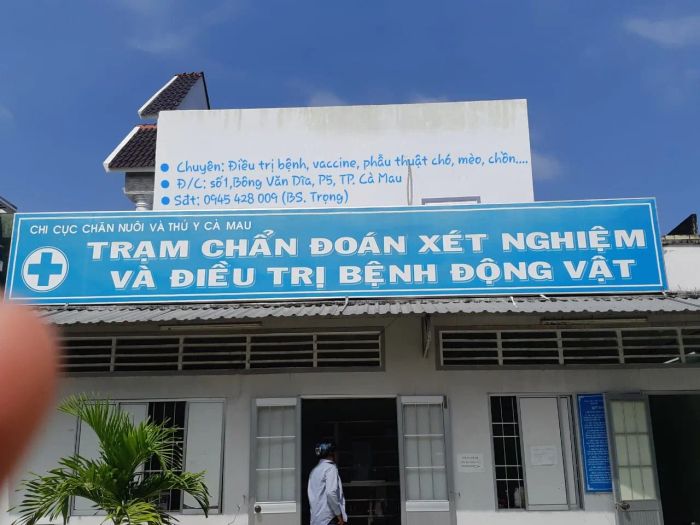 • Chuyên: Điều trị bệnh, vaccine, phẫu thuật chó, mèo, chồn....
• Đ/C: số1,Bông Văn Dĩa, P5, TP. Cà Mau
• Sđt: 0945 428 009 (BS. Trọng)
CHI CỤC CHĂN NUÔI VÀ THÚ Y CÀ MAU
TRẠM CHẨN ĐOÁN XÉT NGHIỆM
VÀ ĐIỀU TRỊ BỆNH ĐỘNG VẬT